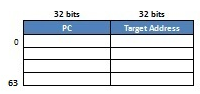 32 bits 32 bits
PC Target Address
0
63